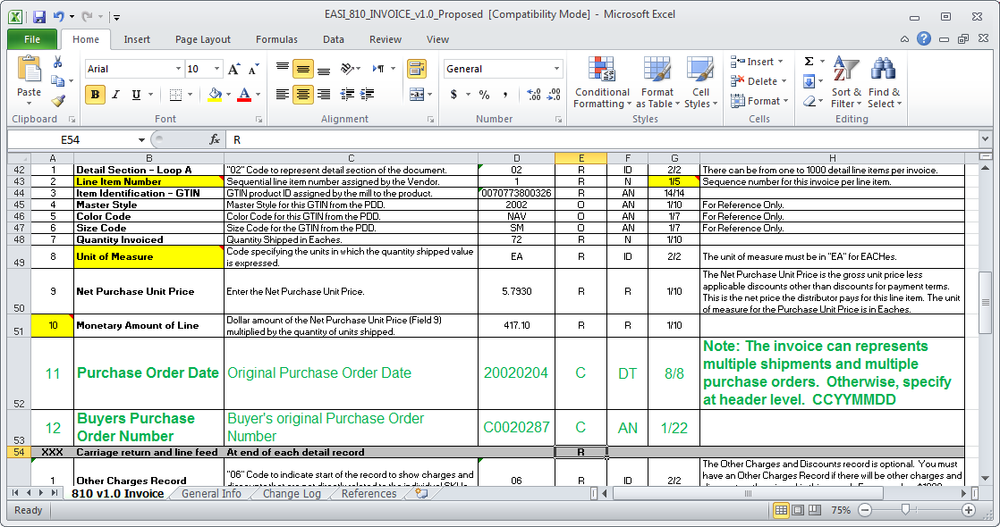 EASI_810_INVOICE_v1.0_Proposed [Compatibility Mode] - Microsoft Excel
File Home Insert Page Layout Formulas Data Review View
Paste
Arial 10
B I U
General
$ % ,
Conditional Formatting
Format as Table
Cell Styles
Insert
Delete
Format
Sort & Filter
Find & Select
Clipboard Font Alignment Number Styles Cells Editing
E54 fx R
A B C D E F G H
42 1 Detail Section - Loop A "02" Code to represent detail section of the document. 02 R ID 2/2 There can be from one to 1000 detail line items per invoice.
43 2 Line Item Number Sequential line item number assigned by the Vendor. 1 R N 1/5 Sequence number for this invoice per line item.
44 3 Item Identification - GTIN GTIN product ID assigned by the mill to the product. 0070773800326 R AN 14/14
45 4 Master Style Master Style for this GTIN from the PDD. 2002 O AN 1/10 For Reference Only.
46 5 Color Code Color Code for this GTIN from the PDD. NAV O AN 1/7 For Reference Only.
47 6 Size Code Size Code for the GTIN from the PDD. SM O AN 1/7 For Reference Only.
48 7 Quantity Invoiced Quantity Shipped in Eaches. 72 R N 1/10
49 8 Unit of Measure Code specifying the units in which the quantity shipped value
is expressed. EA R ID 2/2 The unit of measure must be in "EA" for EACHes.
50 9 Net Purchase Unit Price Enter the Net Purchase Unit Price. 5.7930 R R 1/10 The Net Purchase Unit Price is the gross unit price less
applicable discounts other than discounts for payment terms.
This is the net price the distributor pays for this line item. The unit
of measure for the Purchase Unit Price is in Eaches.
51 10 Monetary Amount of Line Dollar amount of the Net Purchase Unit Price (Field 9)
multiplied by the quantity of units shipped. 417.10 R R 1/10
52 11 Purchase Order Date Original Purchase Order Date 20020204 C DT 8/8 Note: The invoice can represents
multiple shipments and multiple
purchase orders. Otherwise, specify
at header level. CCYYMMDD
53 12 Buyers Purchase
Order Number Buyer's original Purchase Order
Number C0020287 C AN 1/22
54 XXX Carriage return and line feed At end of each detail record R
1 Other Charges Record "06" Code to indicate start of the record to show charges and
06 R ID 2/2 The Other Charges and Discounts record is optional. You must
have an Other Charges Record if there will be other charges and
810 v1.0 Invoice General Info Change Log References
Ready 75%